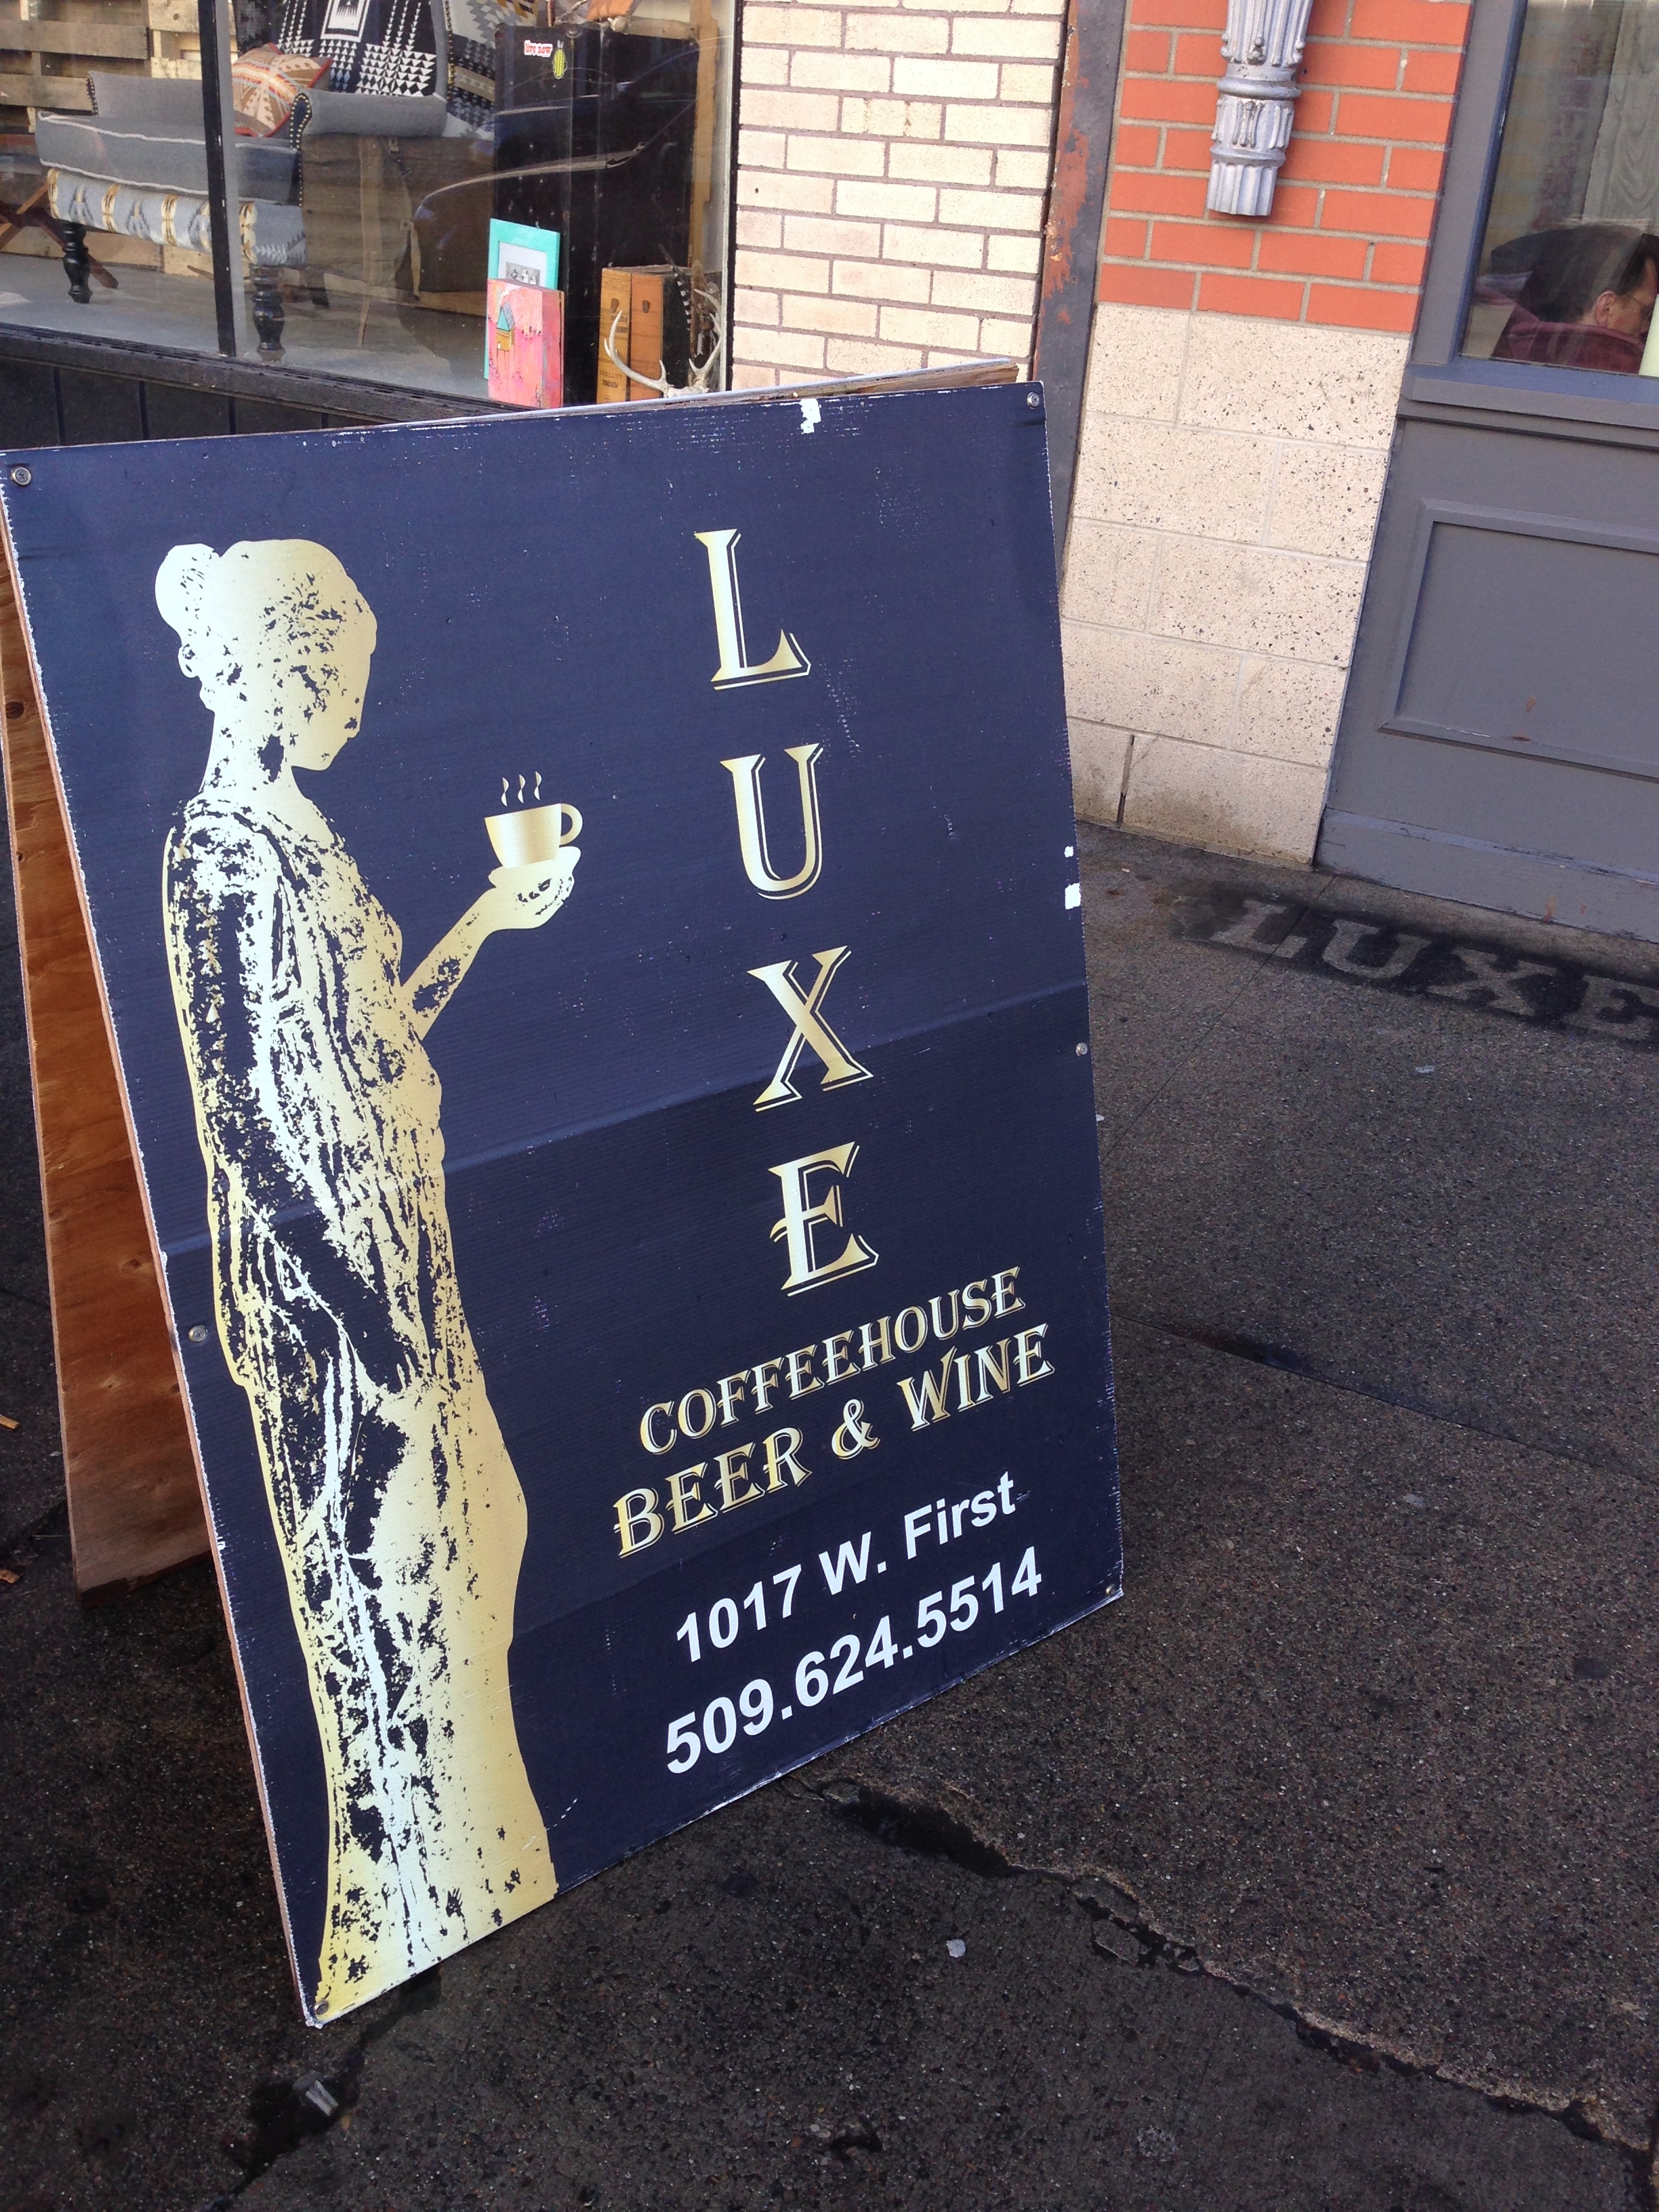 L
U
X
E
COFFEEHOUSE
BEER & WINE
1017 W. First
509.624.5514
LUXE